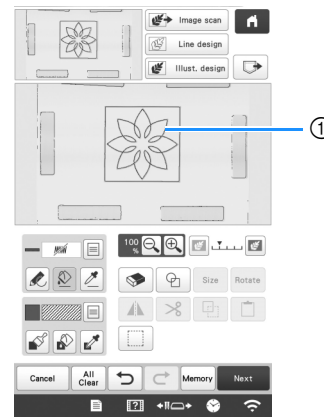 Image scan
Line design
Illust. design
①
100
%
Size
Rotate
Cancel
All
Clear
Memory
Next
?